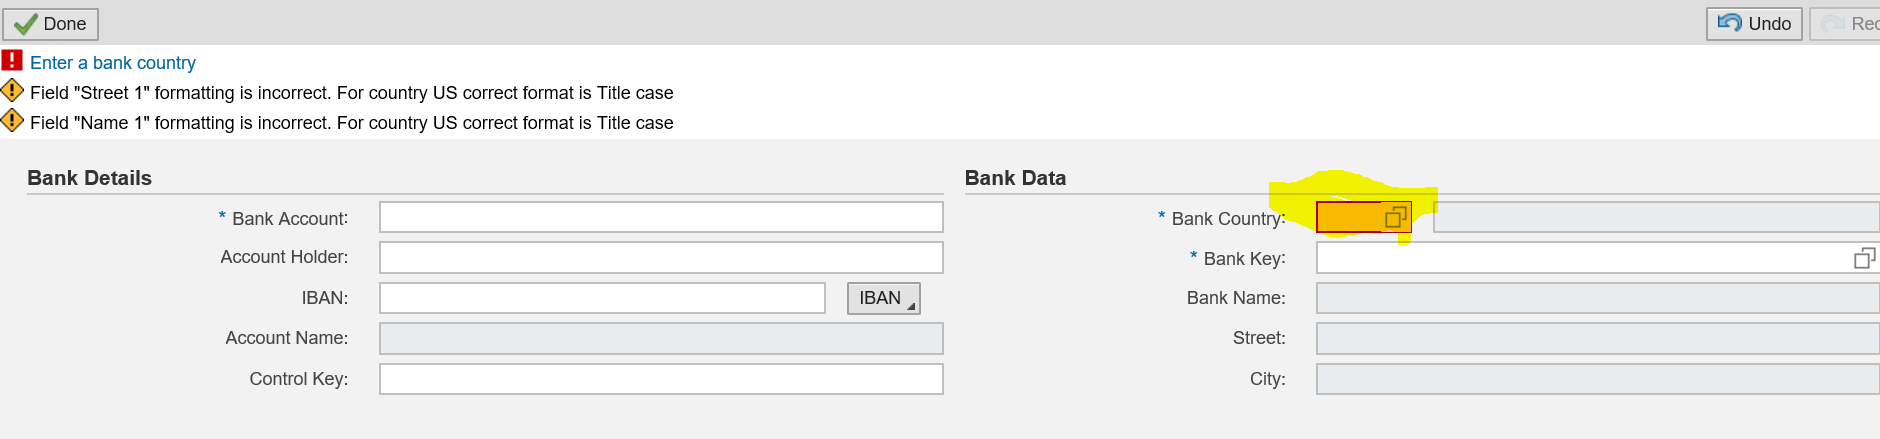 Done
Undo
Enter a bank country
Field "Street 1" formatting is incorrect. For country US correct format is Title case
Field "Name 1" formatting is incorrect. For country US correct format is Title case
Bank Details
* Bank Account:
Account Holder:
IBAN:
IBAN
Account Name:
Control Key:
Bank Data
* Bank Country:
* Bank Key:
Bank Name:
Street:
City: